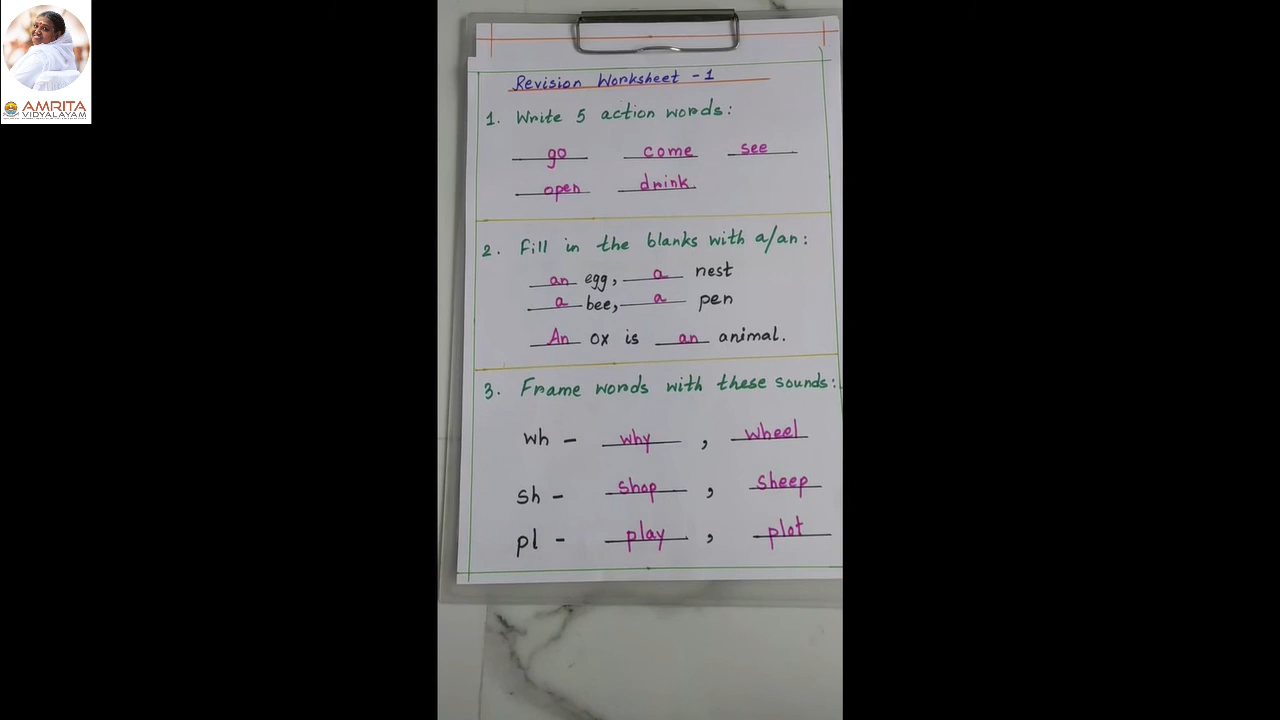 AMRITA
VIDYALAYAM
Revision Worksheet - 1
1. Write 5 action words:
go come see
open drink
2. Fill in the blanks with a/an:
an egg, a nest
a bee, a pen
An ox is an animal.
3. Frame words with these sounds:
wh - why, wheel
sh - shop, sheep
pl - play, plot